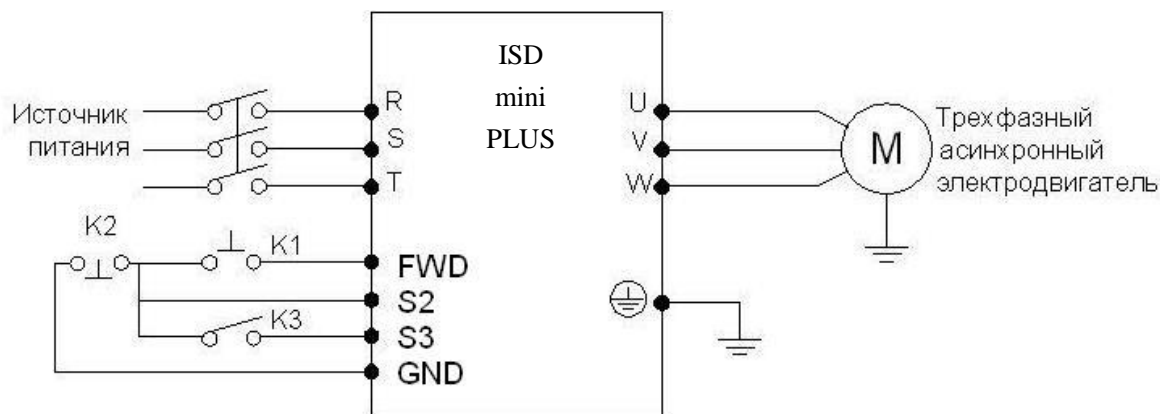 ISD
mini
PLUS
Источник
питания
R
S
T
U
V
W
M
Трехфазный
асинхронный
электродвигатель
K2
K1
K3
FWD
S2
S3
GND